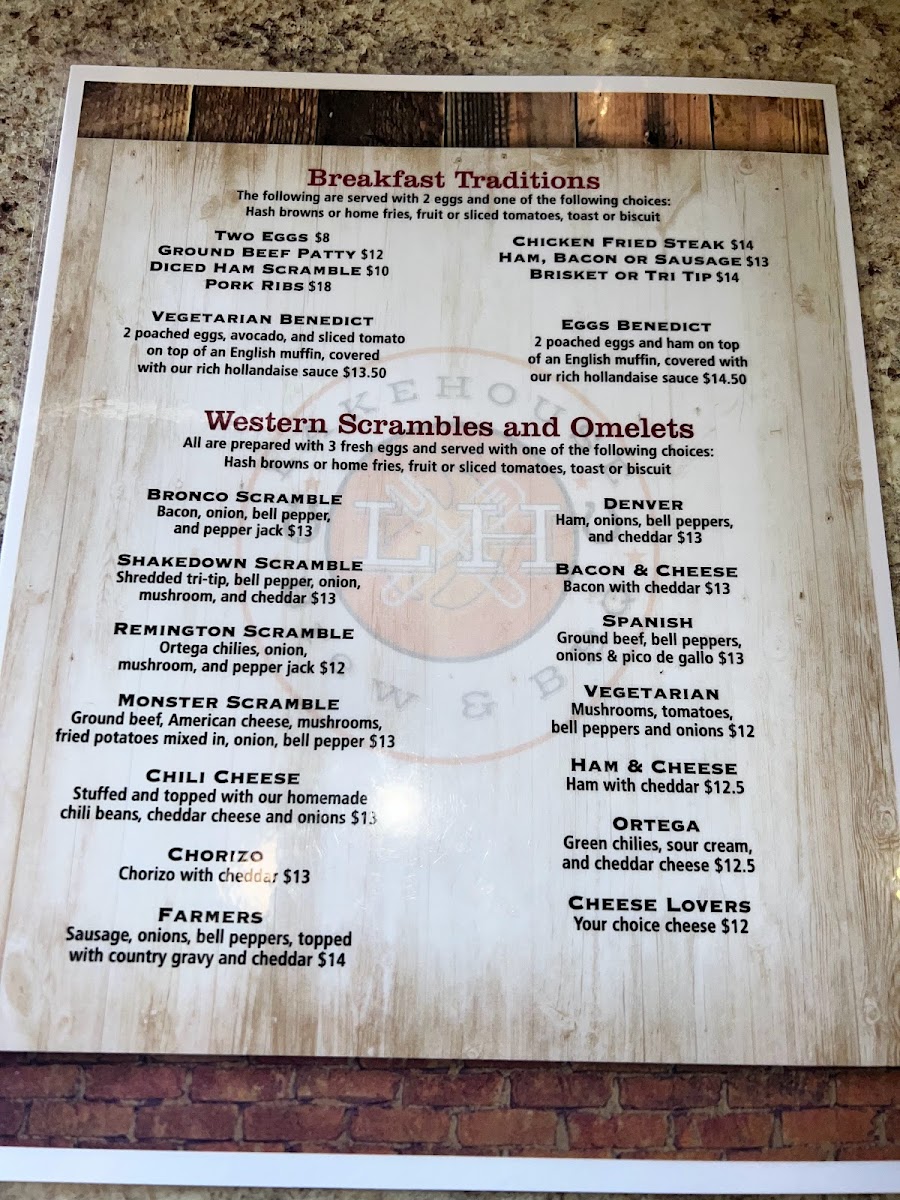 Breakfast Traditions
The following are served with 2 eggs and one of the following choices:
Hash browns or home fries, fruit or sliced tomatoes, toast or biscuit
Two Eggs $8
Ground Beef Patty $12
Diced Ham Scramble $10
Pork Ribs $18
Chicken Fried Steak $14
Ham, Bacon or Sausage $13
Brisket or Tri Tip $14
Vegetarian Benedict
2 poached eggs, avocado, and sliced tomato
on top of an English muffin, covered
with our rich hollandaise sauce $13.50
Eggs Benedict
2 poached eggs and ham on top
of an English muffin, covered with
our rich hollandaise sauce $14.50
Western Scrambles and Omelets
All are prepared with 3 fresh eggs and served with one of the following choices:
Hash browns or home fries, fruit or sliced tomatoes, toast or biscuit
Bronco Scramble
Bacon, onion, bell pepper,
and pepper jack $13
Shakedown Scramble
Shredded tri-tip, bell pepper, onion,
mushroom, and cheddar $13
Remington Scramble
Ortega chilies, onion,
mushroom, and pepper jack $12
Monster Scramble
Ground beef, American cheese, mushrooms,
fried potatoes mixed in, onion, bell pepper $13
Chili Cheese
Stuffed and topped with our homemade
chili beans, cheddar cheese and onions $13
Chorizo
Chorizo with cheddar $13
Farmers
Sausage, onions, bell peppers, topped
with country gravy and cheddar $14
Denver
Ham, onions, bell peppers,
and cheddar $13
Bacon & Cheese
Bacon with cheddar $13
Spanish
Ground beef, bell peppers,
onions & pico de gallo $13
Vegetarian
Mushrooms, tomatoes,
bell peppers and onions $12
Ham & Cheese
Ham with cheddar $12.5
Ortega
Green chilies, sour cream,
and cheddar cheese $12.5
Cheese Lovers
Your choice cheese $12
LH